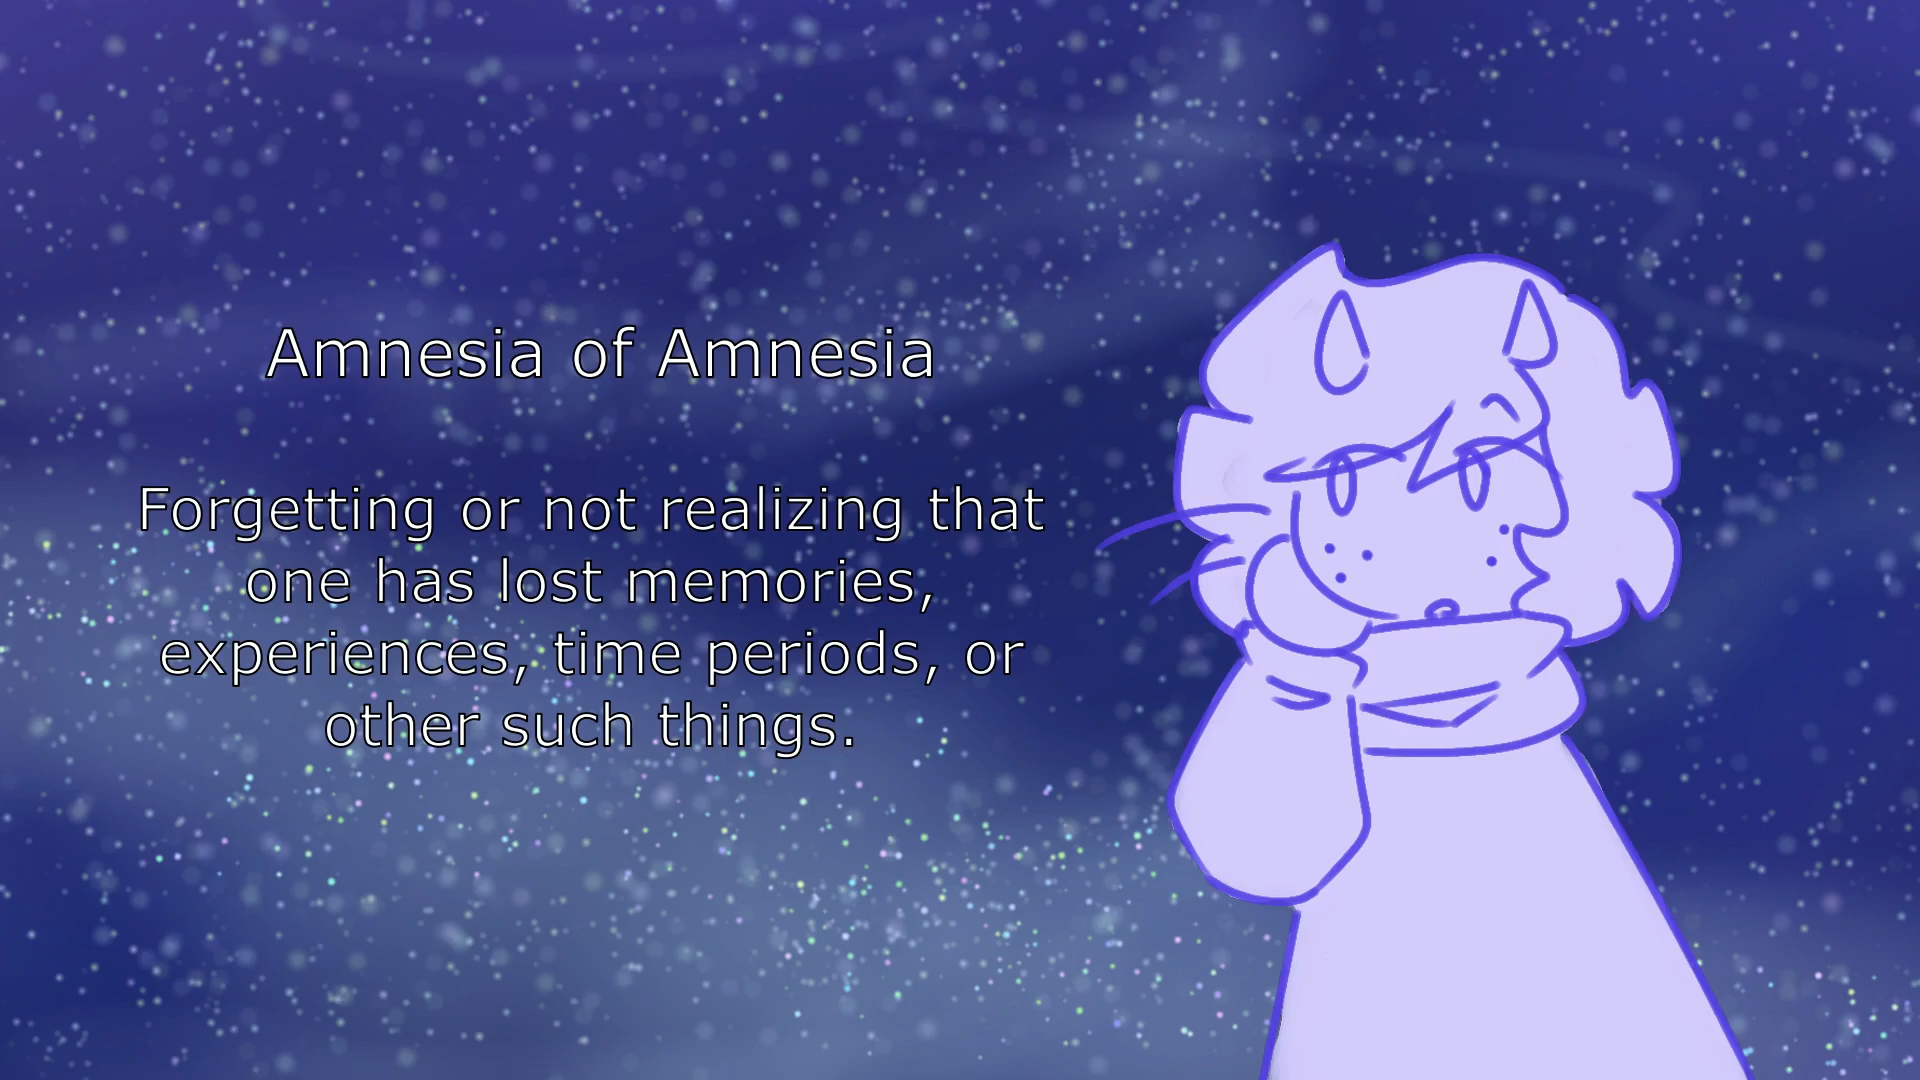 Amnesia of Amnesia
Forgetting or not realizing that
one has lost memories,
experiences, time periods, or
other such things.